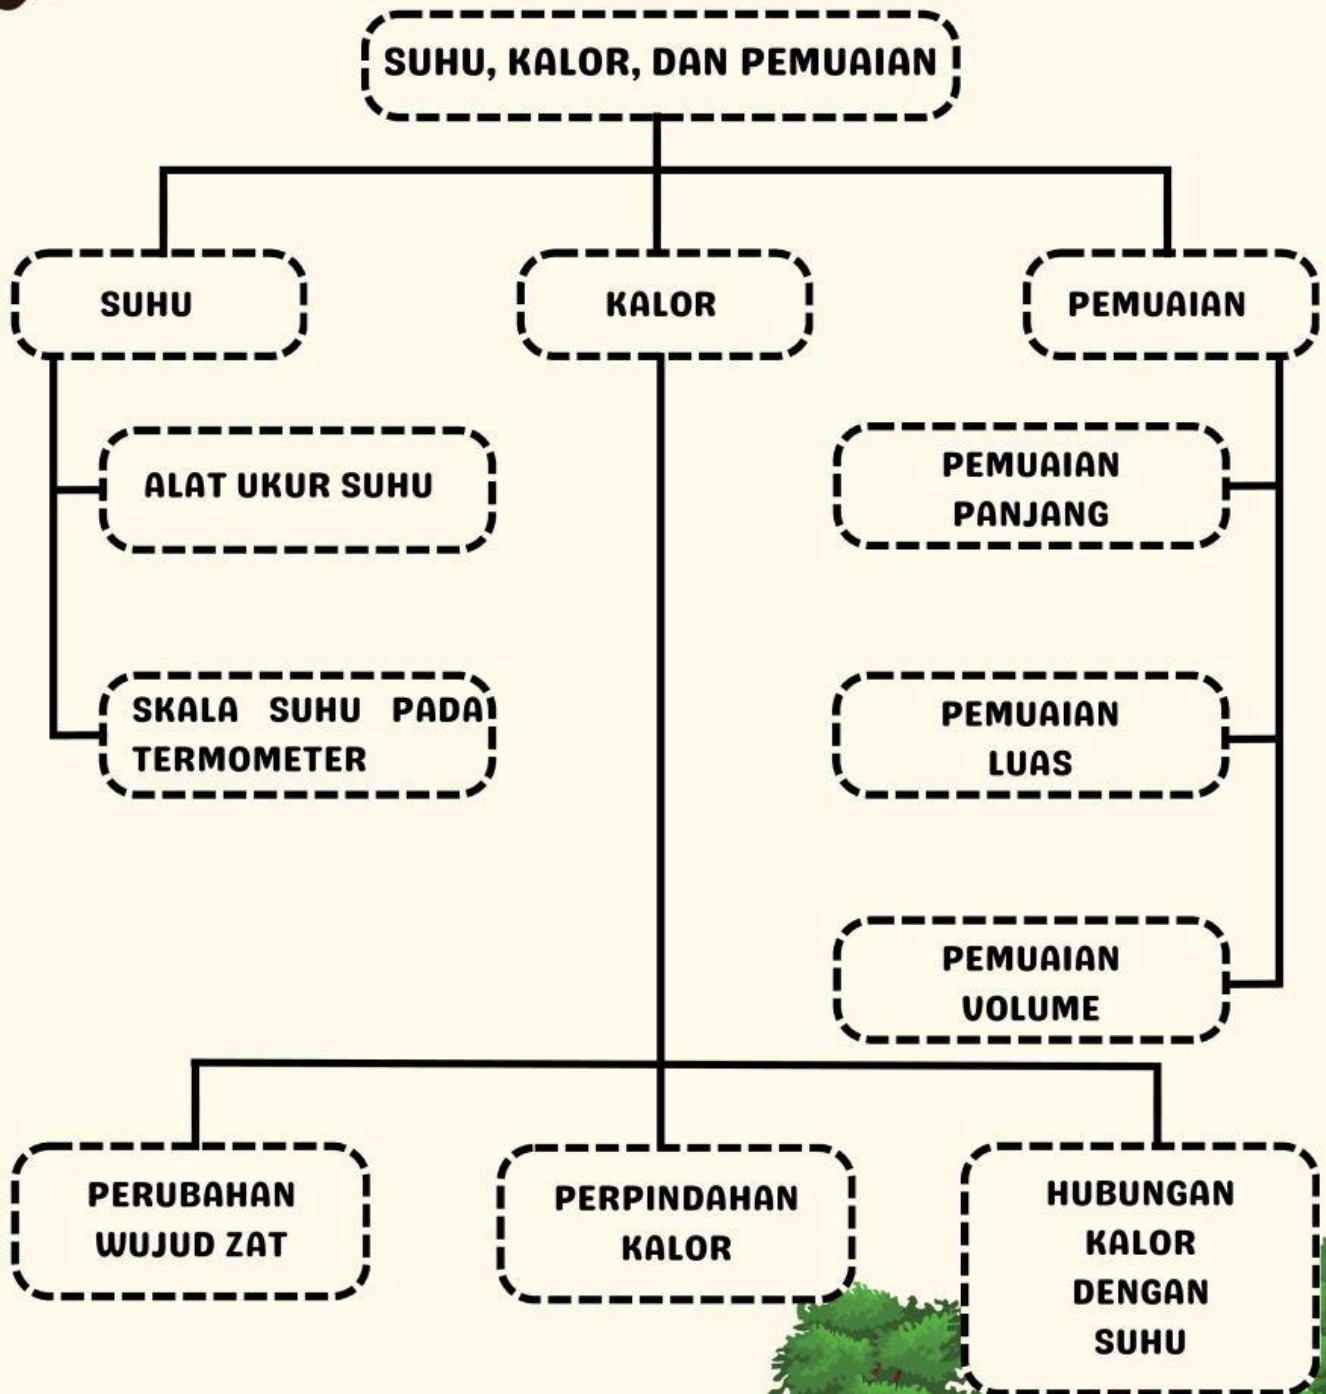 SUHU, KALOR, DAN PEMUAIAN
SUHU
KALOR
PEMUAIAN
ALAT UKUR SUHU
SKALA SUHU PADA
TERMOMETER
PEMUAIAN
PANJANG
PEMUAIAN
LUAS
PEMUAIAN
VOLUME
PERUBAHAN
WUJUD ZAT
PERPINDAHAN
KALOR
HUBUNGAN
KALOR
DENGAN
SUHU